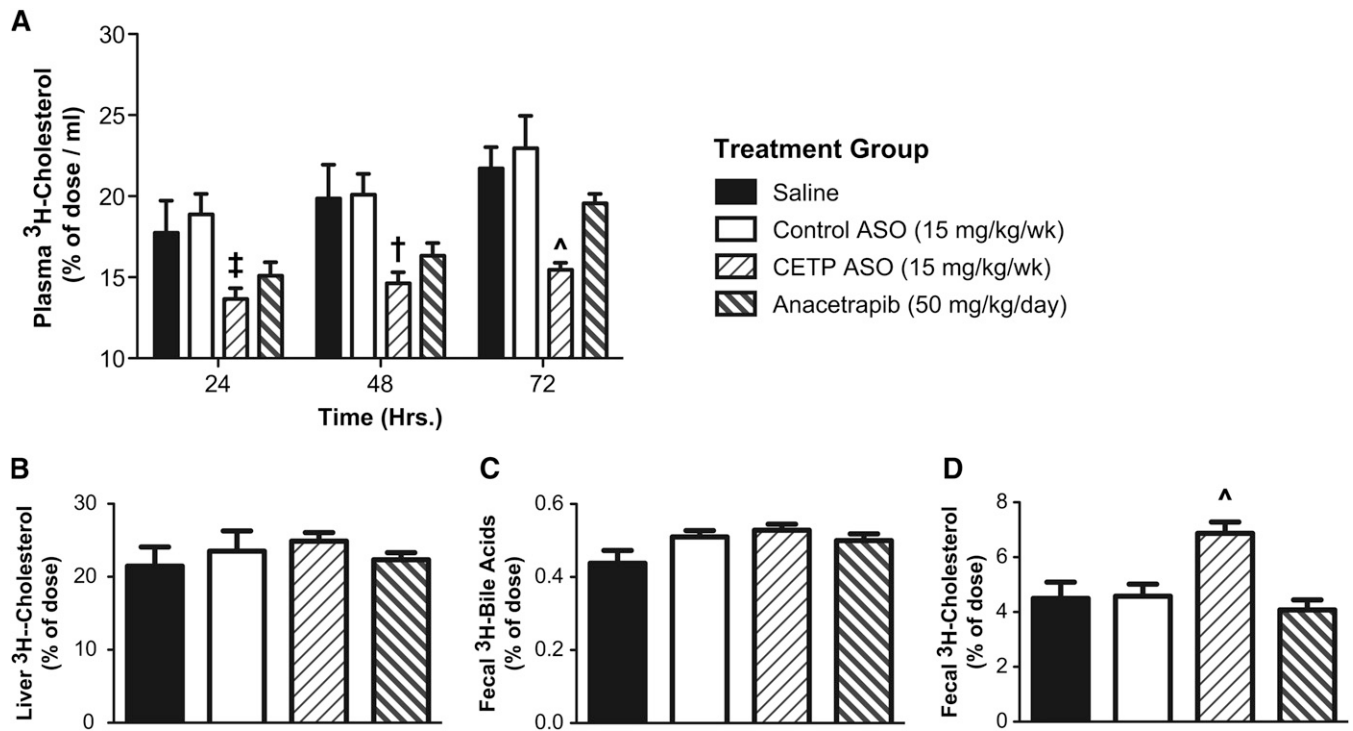 A
Plasma ³H-Cholesterol
(% of dose / ml)
30
25
20
15
10
‡
†
^
24
48
72
Time (Hrs.)
Treatment Group
Saline
Control ASO (15 mg/kg/wk)
CETP ASO (15 mg/kg/wk)
Anacetrapib (50 mg/kg/day)
B
Liver ³H--Cholesterol
(% of dose)
30
20
10
0
C
Fecal ³H-Bile Acids
(% of dose)
0.6
0.4
0.2
0.0
D
Fecal ³H-Cholesterol
(% of dose)
8
6
4
2
0
^